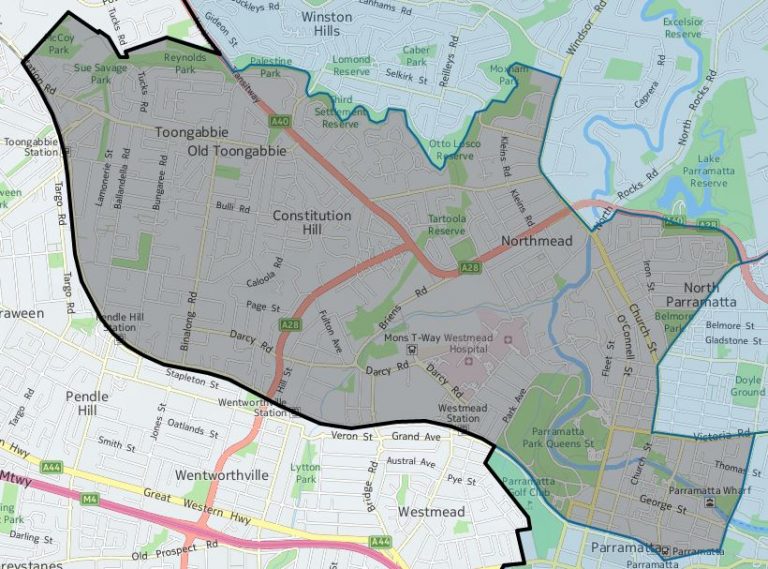 Buckleys Rd
Lanhams Rd
Excelsior
Reserve
Tucks Rd
Gideon St
Winston
Hills
Windsor Rd
McCoy
Park
Reynolds
Park
Palestine
Park
Lomond
Reserve
Caber
Park
Reilleys Rd
Station Rd
Sue Savage
Park
Tucks Rd
Transitway
Selkirk St
Moxham
Park
Caprera Rd
North Rocks Rd
Third
Settlement
Reserve
Toongabbie
Station
Toongabbie
Old Toongabbie
A40
Otto Losco
Reserve
Kleins Rd
Lake
Parramatta
Reserve
Lamonerie St
Ballandella Rd
Bungaree Rd
Targo Rd
Bulli Rd
Constitution
Hill
Tartoola
Reserve
Kleins Rd
North Rocks Rd
A40
A28
Northmead
A28
Iron St
North
Parramatta
Caloola Rd
Targo Rd
Page St
Briens Rd
Belmore
Park
Belmore St
Gladstone St
Pendle Hill
Station
Binalong Rd
A28
Fulton Ave
Church St
O'Connell St
Fleet St
Darcy Rd
Mons T-Way
Westmead
Hospital
Darcy Rd
Darcy Rd
Doyle
Ground
Stapleton St
Hill St
Park Ave
Pendle
Hill
Wentworthville
Station
Westmead
Station
Targo Rd
Jones St
Oatlands St
Veron St
Grand Ave
Parramatta
Park Queens St
Victoria Rd
Smith St
Lytton
Park
Austral Ave
Church St
Thomas St
A44
Wentworthville
Bridge Rd
Pye St
Parramatta
Golf Club
Parramatta Wharf
George St
Hwy
Mtwy
M4
Great Western Hwy
Westmead
Darling St
Old Prospect Rd
A44
Parramatta
Parramatta
Greystanes